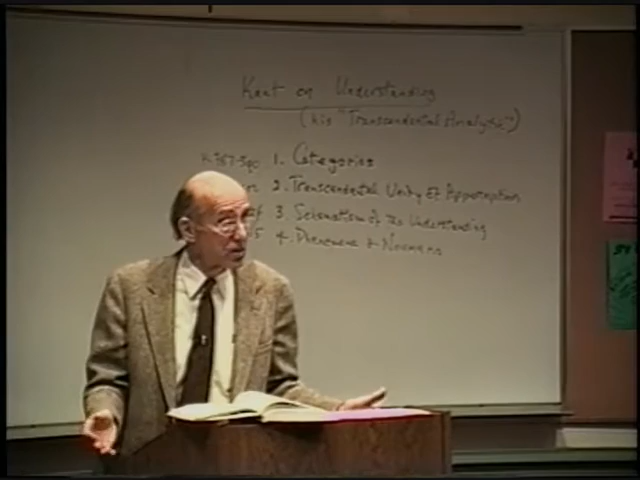 Kant on Understanding
(his "Transcendental Analytic")
1. Categories
2. Transcendental Unity of Apperception
3. Schematism of the Understanding
4. Phenomena & Noumena